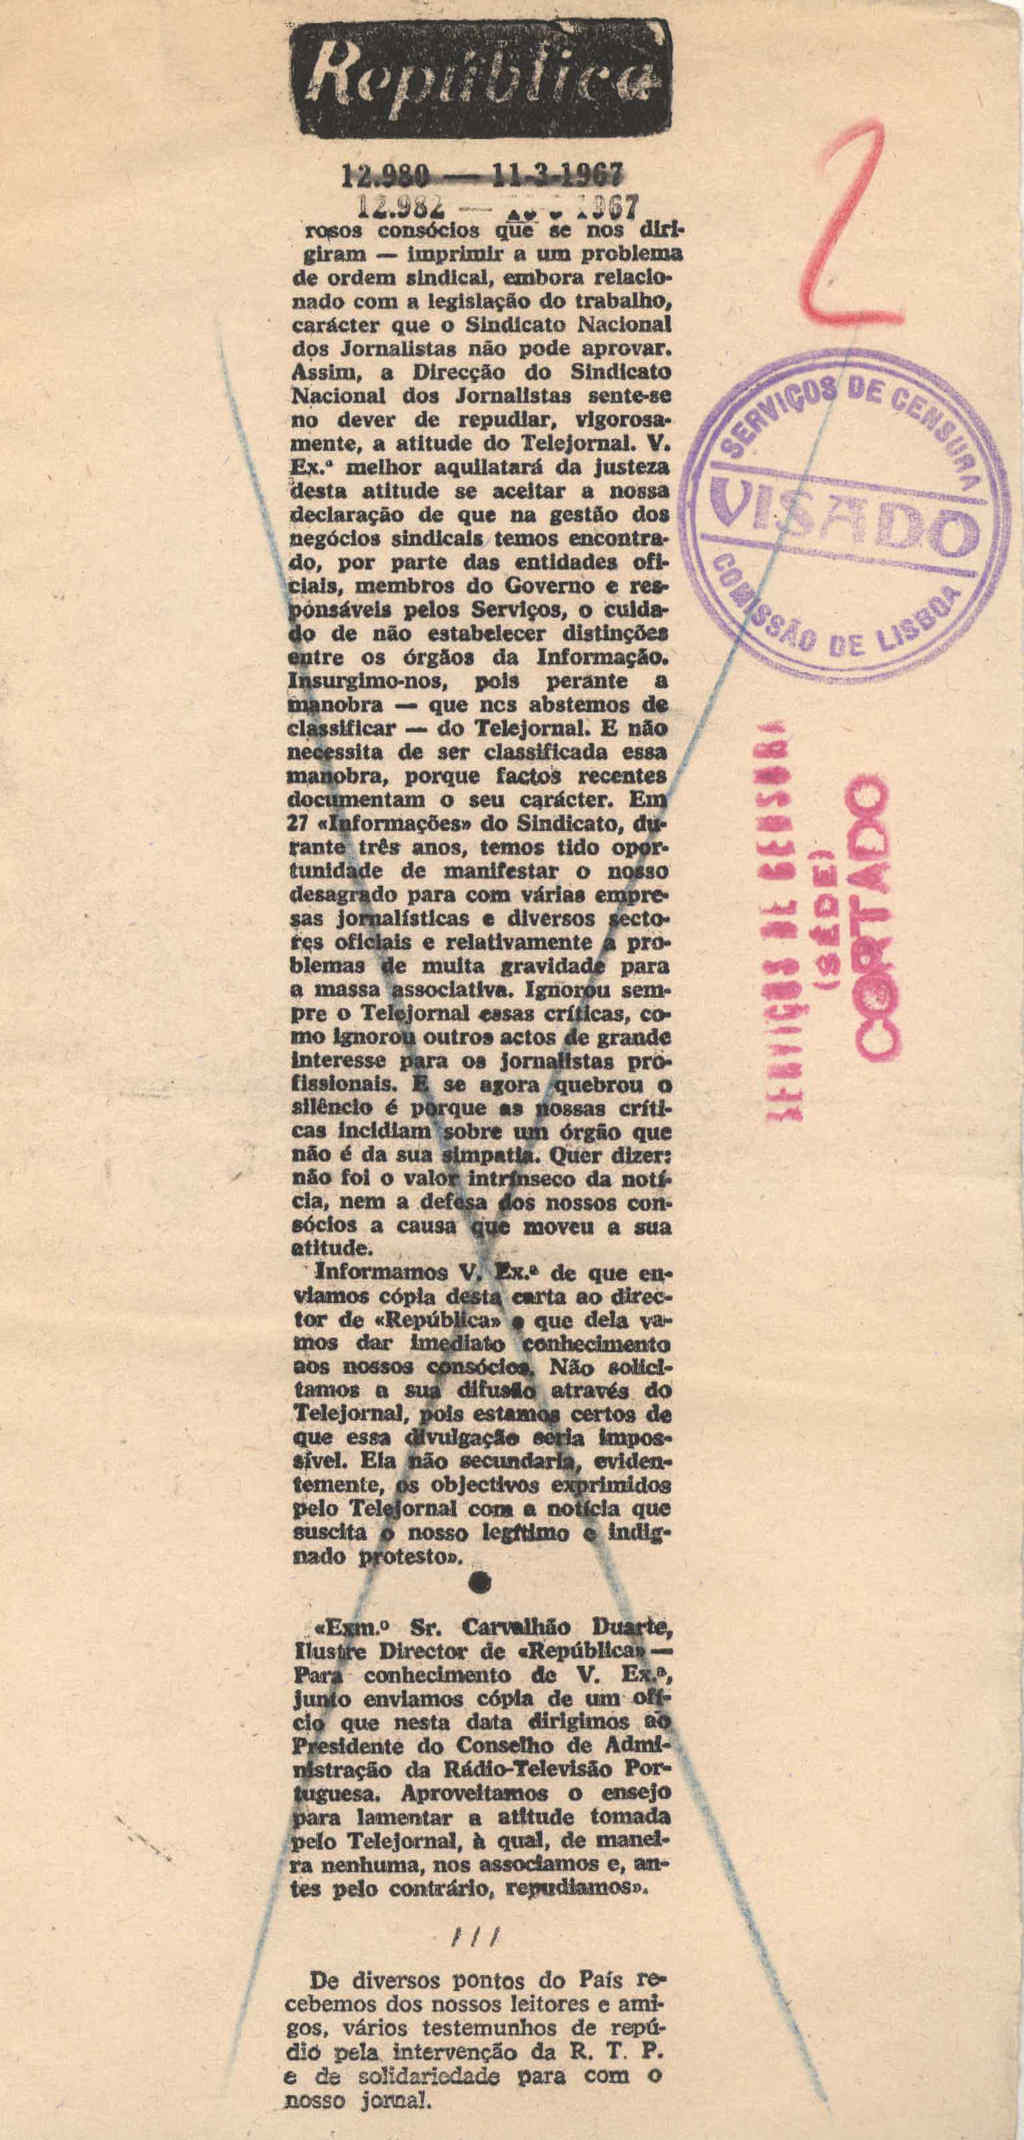 República
2
12.980 — 11-3-1967
12.982 — 1967
rosos consócios que se nos diri-
giram — imprimir a um problema
de ordem sindical, embora relacio-
nado com a legislação do trabalho,
carácter que o Sindicato Nacional
dos Jornalistas não pode aprovar.
Assim, a Direcção do Sindicato
Nacional dos Jornalistas sente-se
no dever de repudiar, vigorosa-
mente, a atitude do Telejornal. V.
Ex.ª melhor aquilatará da justeza
desta atitude se aceitar a nossa
declaração de que na gestão dos
negócios sindicais temos encontra-
do, por parte das entidades ofi-
ciais, membros do Governo e res-
ponsáveis pelos Serviços, o cuida-
do de não estabelecer distinções
entre os órgãos da Informação.
Insurgimo-nos, pois perante a
manobra — que ncs abstemos de
classificar — do Telejornal. E não
necessita de ser classificada essa
manobra, porque factos recentes
documentam o seu carácter. Em
27 «Informações» do Sindicato, du-
rante três anos, temos tido opor-
tunidade de manifestar o nosso
desagrado para com várias empre-
sas jornalísticas e diversos secto-
res oficiais e relativamente a pro-
blemas de muita gravidade para
a massa associativa. Ignorou sem-
pre o Telejornal essas críticas, co-
mo ignorou outros actos de grande
interesse para os jornalistas pro-
fissionais. E se agora quebrou o
silêncio é porque as nossas críti-
cas incidiam sobre um órgão que
não é da sua simpatia. Quer dizer:
não foi o valor intrínseco da notí-
cia, nem a defesa dos nossos con-
sócios a causa que moveu a sua
atitude.
Informamos V. Ex.ª de que en-
viamos cópia desta carta ao direc-
tor de «República» e que dela va-
mos dar imediato conhecimento
aos nossos consócios. Não solici-
tamos a sua difusão através do
Telejornal, pois estamos certos de
que essa divulgação seria impos-
sível. Ela não secundaria, eviden-
temente, os objectivos exprimidos
pelo Telejornal com a notícia que
suscita o nosso legítimo e indig-
nado protesto».
«Exm.º Sr. Carvalhão Duarte,
Ilustre Director de «República» —
Para conhecimento de V. Ex.ª,
junto enviamos cópia de um ofí-
cio que nesta data dirigimos ao
Presidente do Conselho de Admi-
nistração da Rádio-Televisão Por-
tuguesa. Aproveitamos o ensejo
para lamentar a atitude tomada
pelo Telejornal, à qual, de manei-
ra nenhuma, nos associamos e, an-
tes pelo contrário, repudiamos».
///
De diversos pontos do País re-
cebemos dos nossos leitores e ami-
gos, vários testemunhos de repú-
dio pela intervenção da R. T. P.
e de solidariedade para com o
nosso jornal.
SERVIÇOS DE CENSURA
VISADO
COMISSÃO DE LISBOA
SERVIÇOS DE CENSURA
(SÉDE)
CORTADO